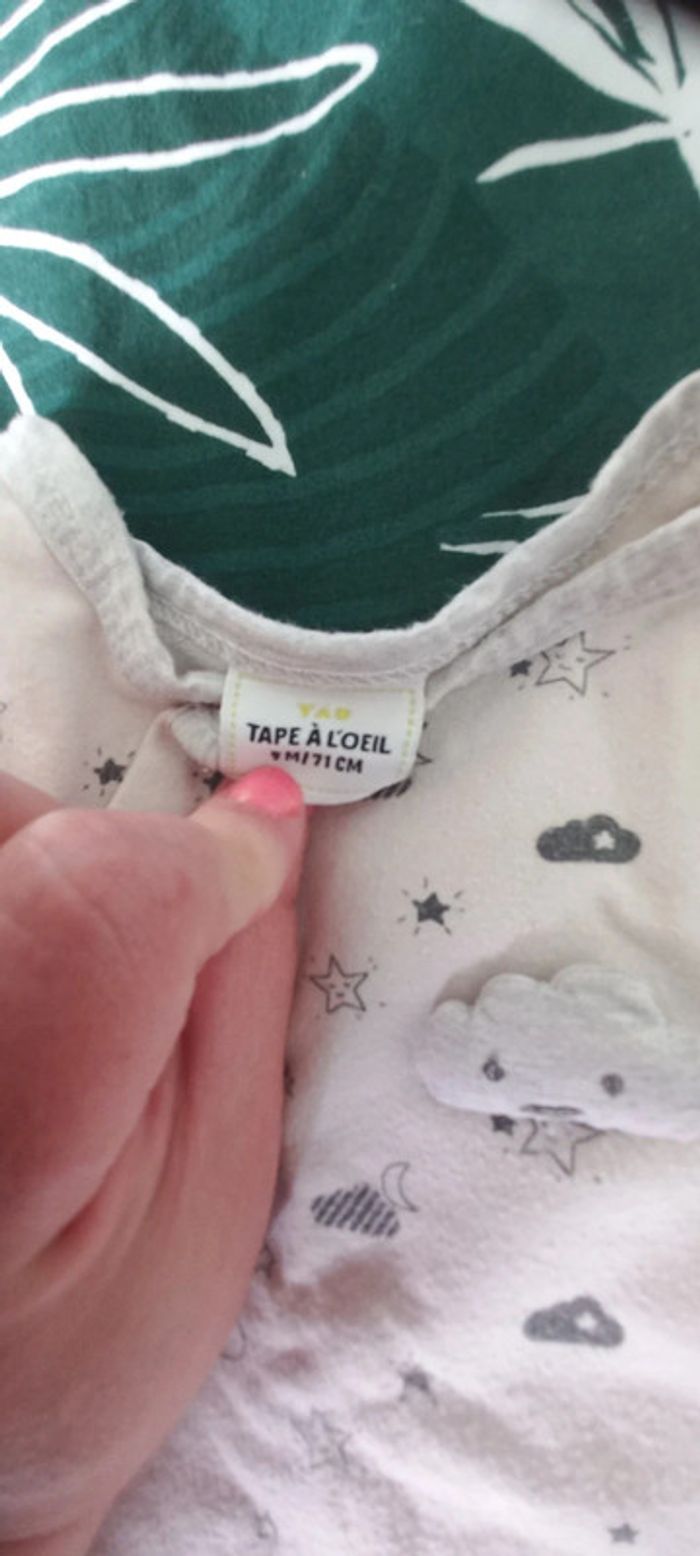 TAO
TAPE À L'OEIL
9M/71CM